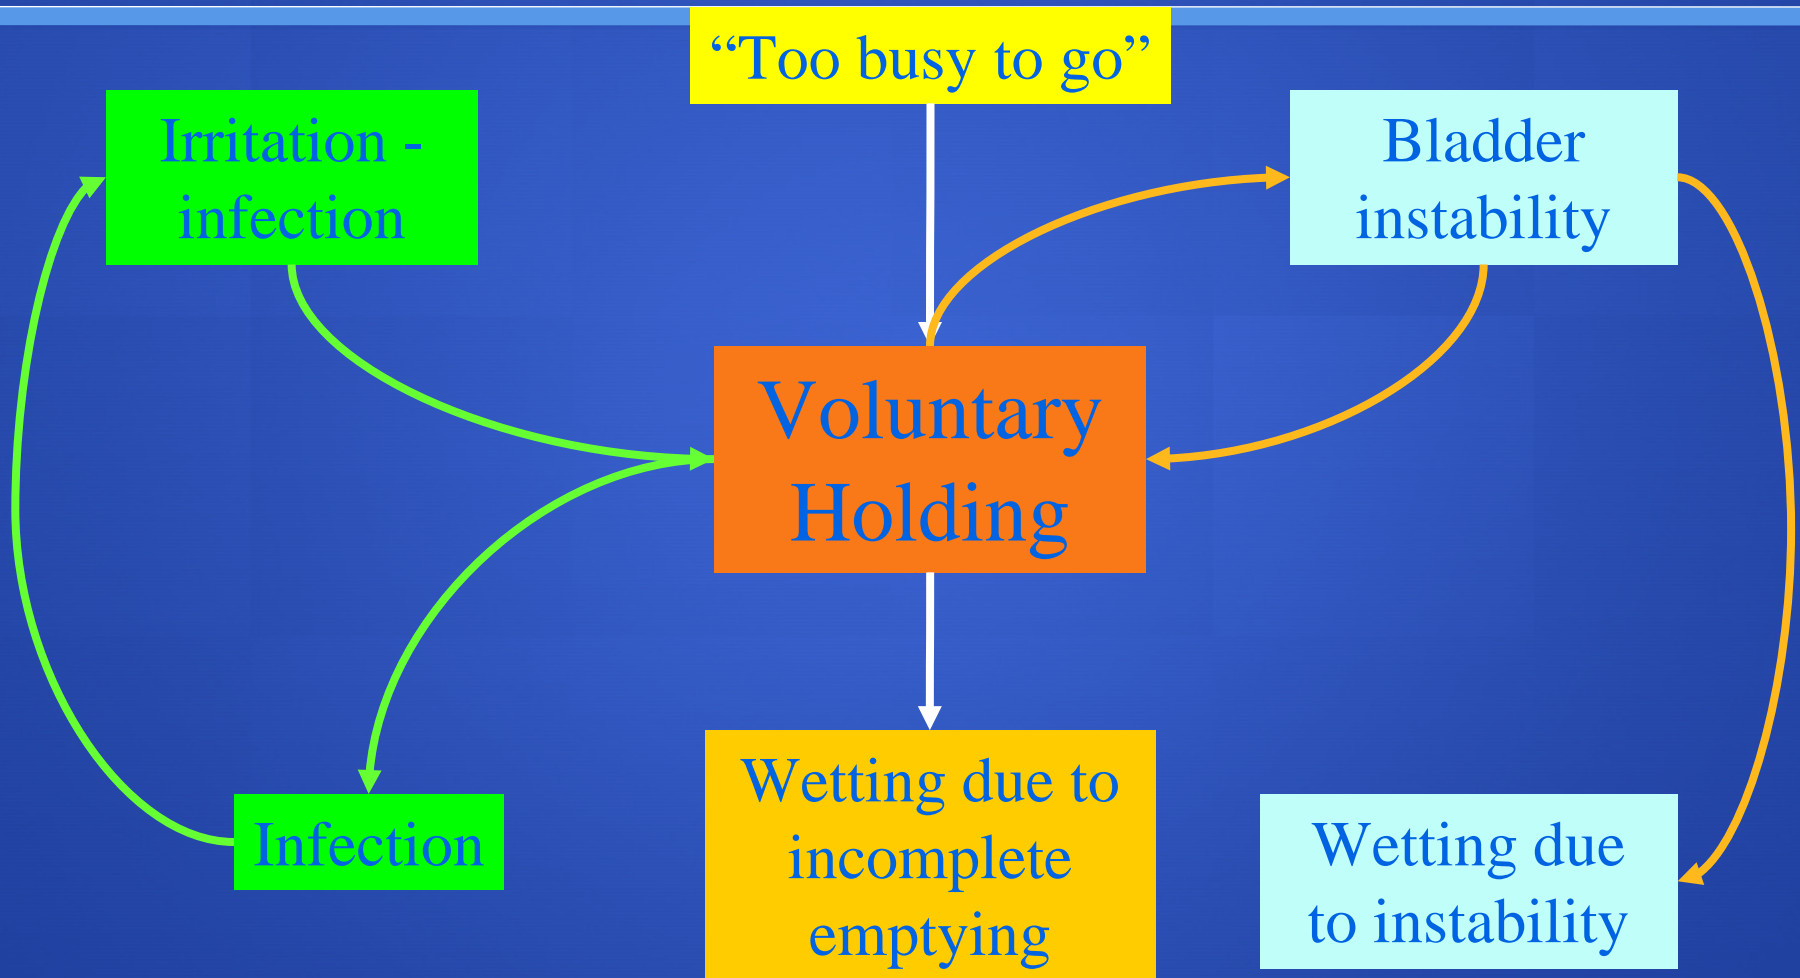 “Too busy to go”
Irritation -
infection
Bladder
instability
Voluntary
Holding
Infection
Wetting due to
incomplete
emptying
Wetting due
to instability